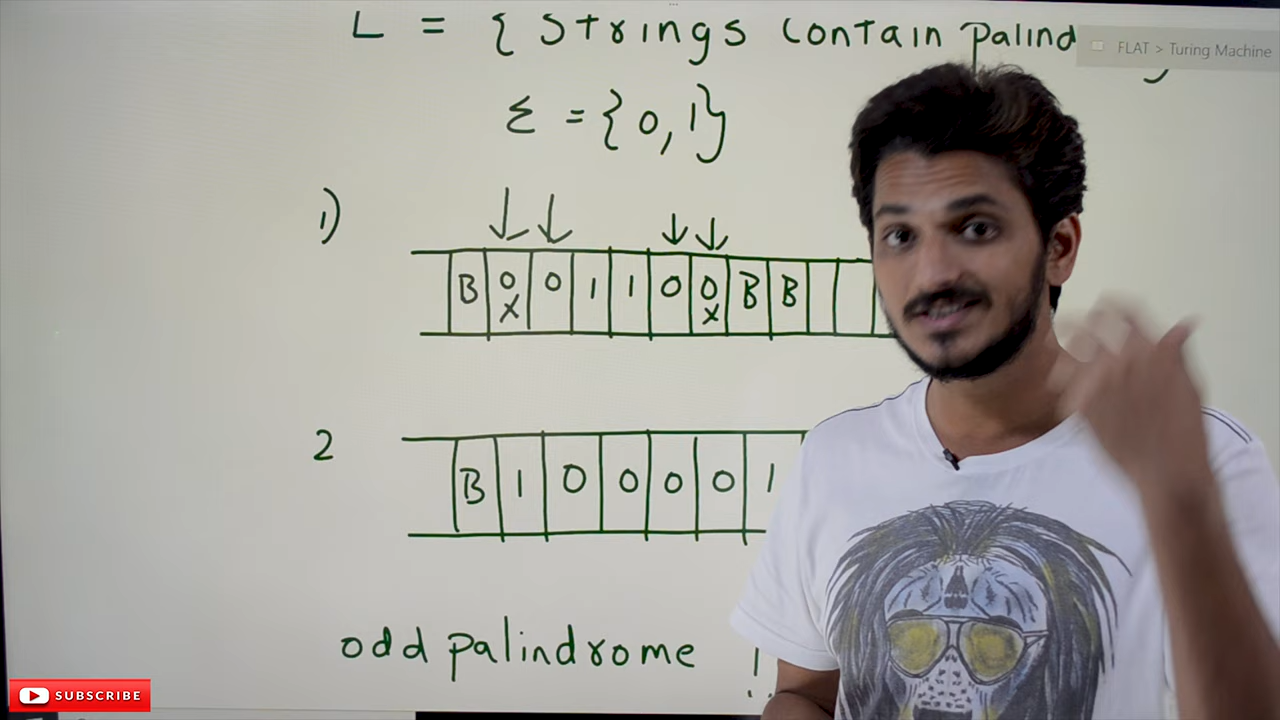 L = { Strings contain palind
FLAT > Turing Machine
Σ = {0, 1}
1)
B 0 0 1 1 0 0 B B
X X
2
B 1 0 0 0 0 1
odd palindrome
SUBSCRIBE